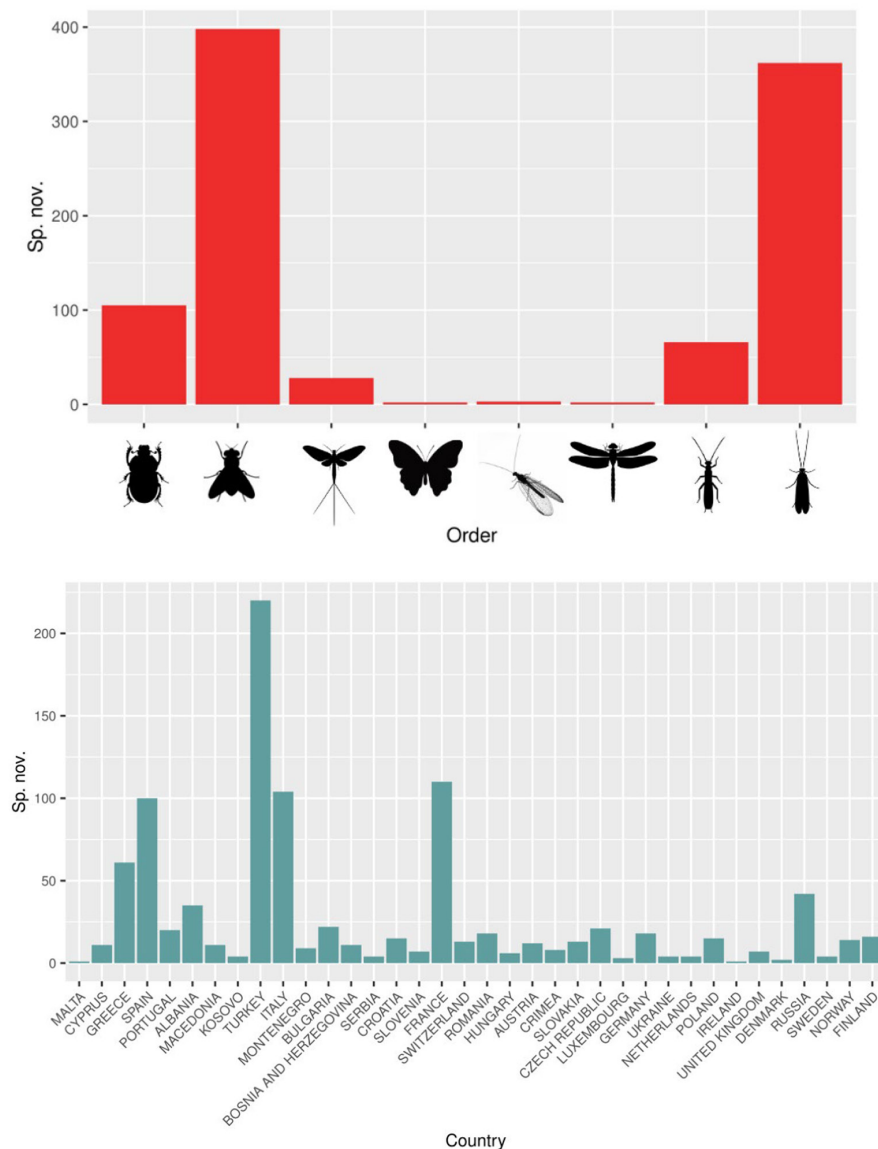 400
300
200
100
0
Sp. nov.
Order
200
150
100
50
0
Sp. nov.
MALTA
CYPRUS
GREECE
SPAIN
PORTUGAL
ALBANIA
MACEDONIA
KOSOVO
TURKEY
ITALY
MONTENEGRO
BULGARIA
BOSNIA AND HERZEGOVINA
SERBIA
CROATIA
SLOVENIA
FRANCE
SWITZERLAND
ROMANIA
HUNGARY
AUSTRIA
CRIMEA
SLOVAKIA
CZECH REPUBLIC
LUXEMBOURG
GERMANY
UKRAINE
NETHERLANDS
POLAND
IRELAND
UNITED KINGDOM
DENMARK
RUSSIA
SWEDEN
NORWAY
FINLAND
Country